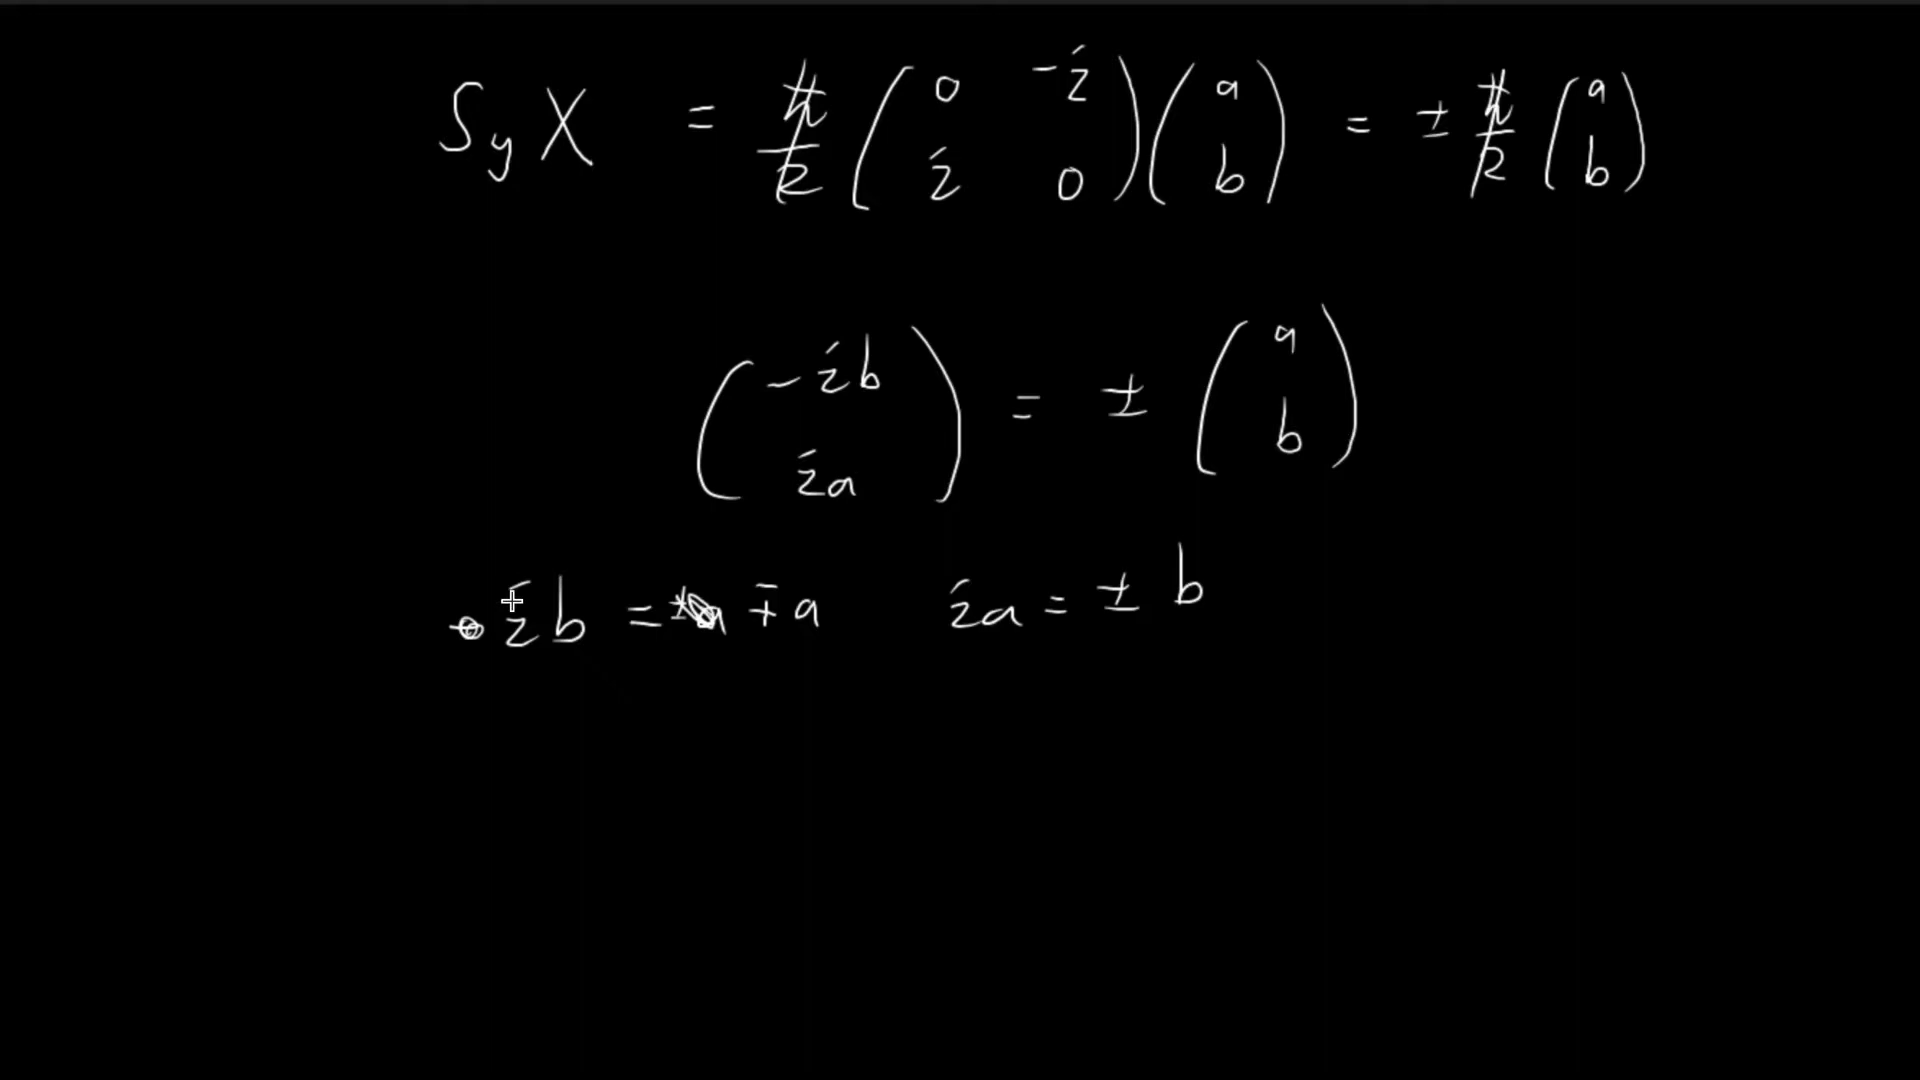 S_y X = ħ/2 ( 0 -i ; i 0 ) ( a ; b ) = ± ħ/2 ( a ; b )
( -ib ; ia ) = ± ( a ; b )
ib = ∓ a    ia = ± b